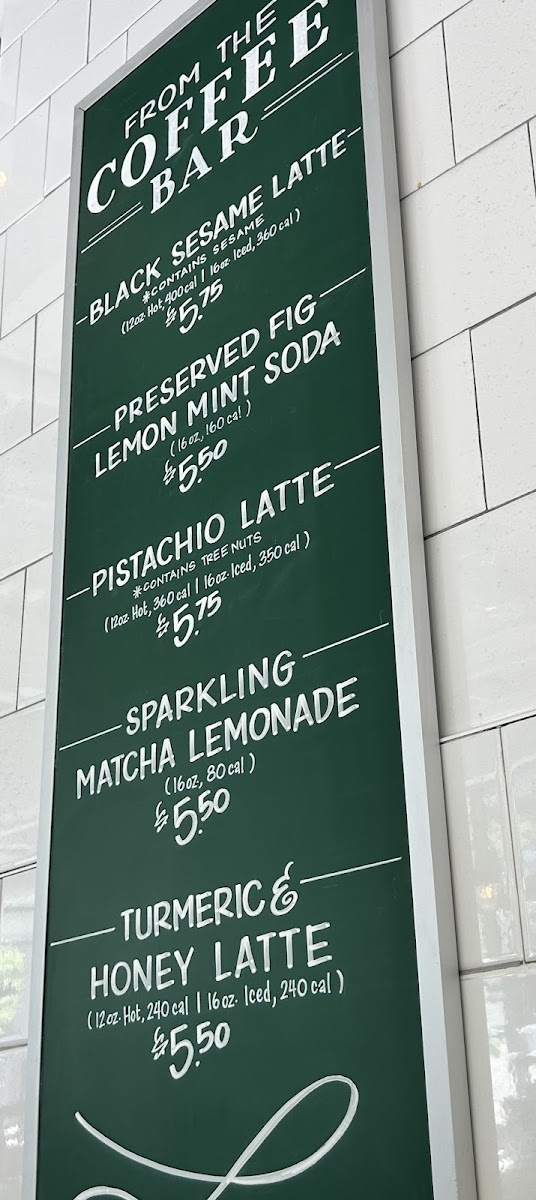 FROM THE
COFFEE
BAR
BLACK SESAME LATTE
*CONTAINS SESAME
(12oz. Hot, 400 cal | 16oz. Iced, 360 cal)
$5.75
PRESERVED FIG
LEMON MINT SODA
(16oz, 160 cal)
$5.50
PISTACHIO LATTE
*CONTAINS TREE NUTS
(12oz. Hot, 360 cal | 16oz. Iced, 350 cal)
$5.75
SPARKLING
MATCHA LEMONADE
(16oz, 80 cal)
$5.50
TURMERIC &
HONEY LATTE
(12oz. Hot, 240 cal | 16oz. Iced, 240 cal)
$5.50